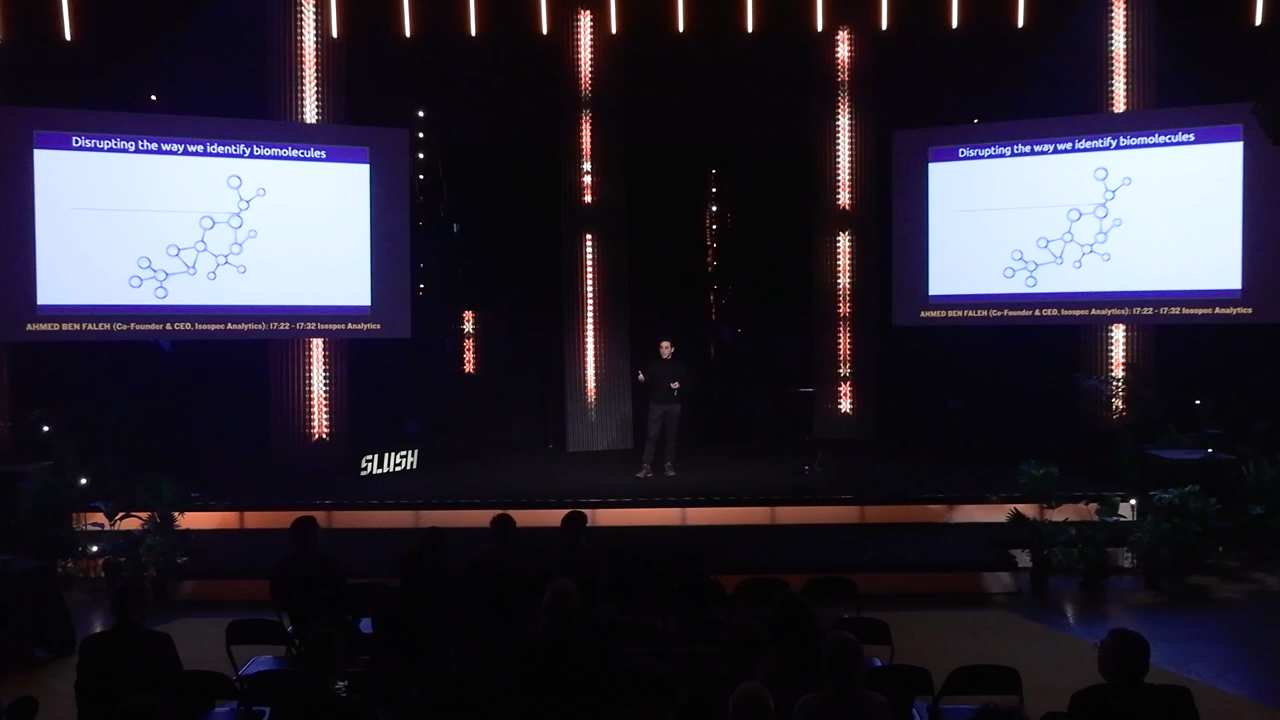 Disrupting the way we identify biomolecules
AHMED BEN FALEH (Co-Founder & CEO, Isospec Analytics): 17:22 - 17:32 Isospec Analytics
Disrupting the way we identify biomolecules
AHMED BEN FALEH (Co-Founder & CEO, Isospec Analytics): 17:22 - 17:32 Isospec Analytics
SLUSH